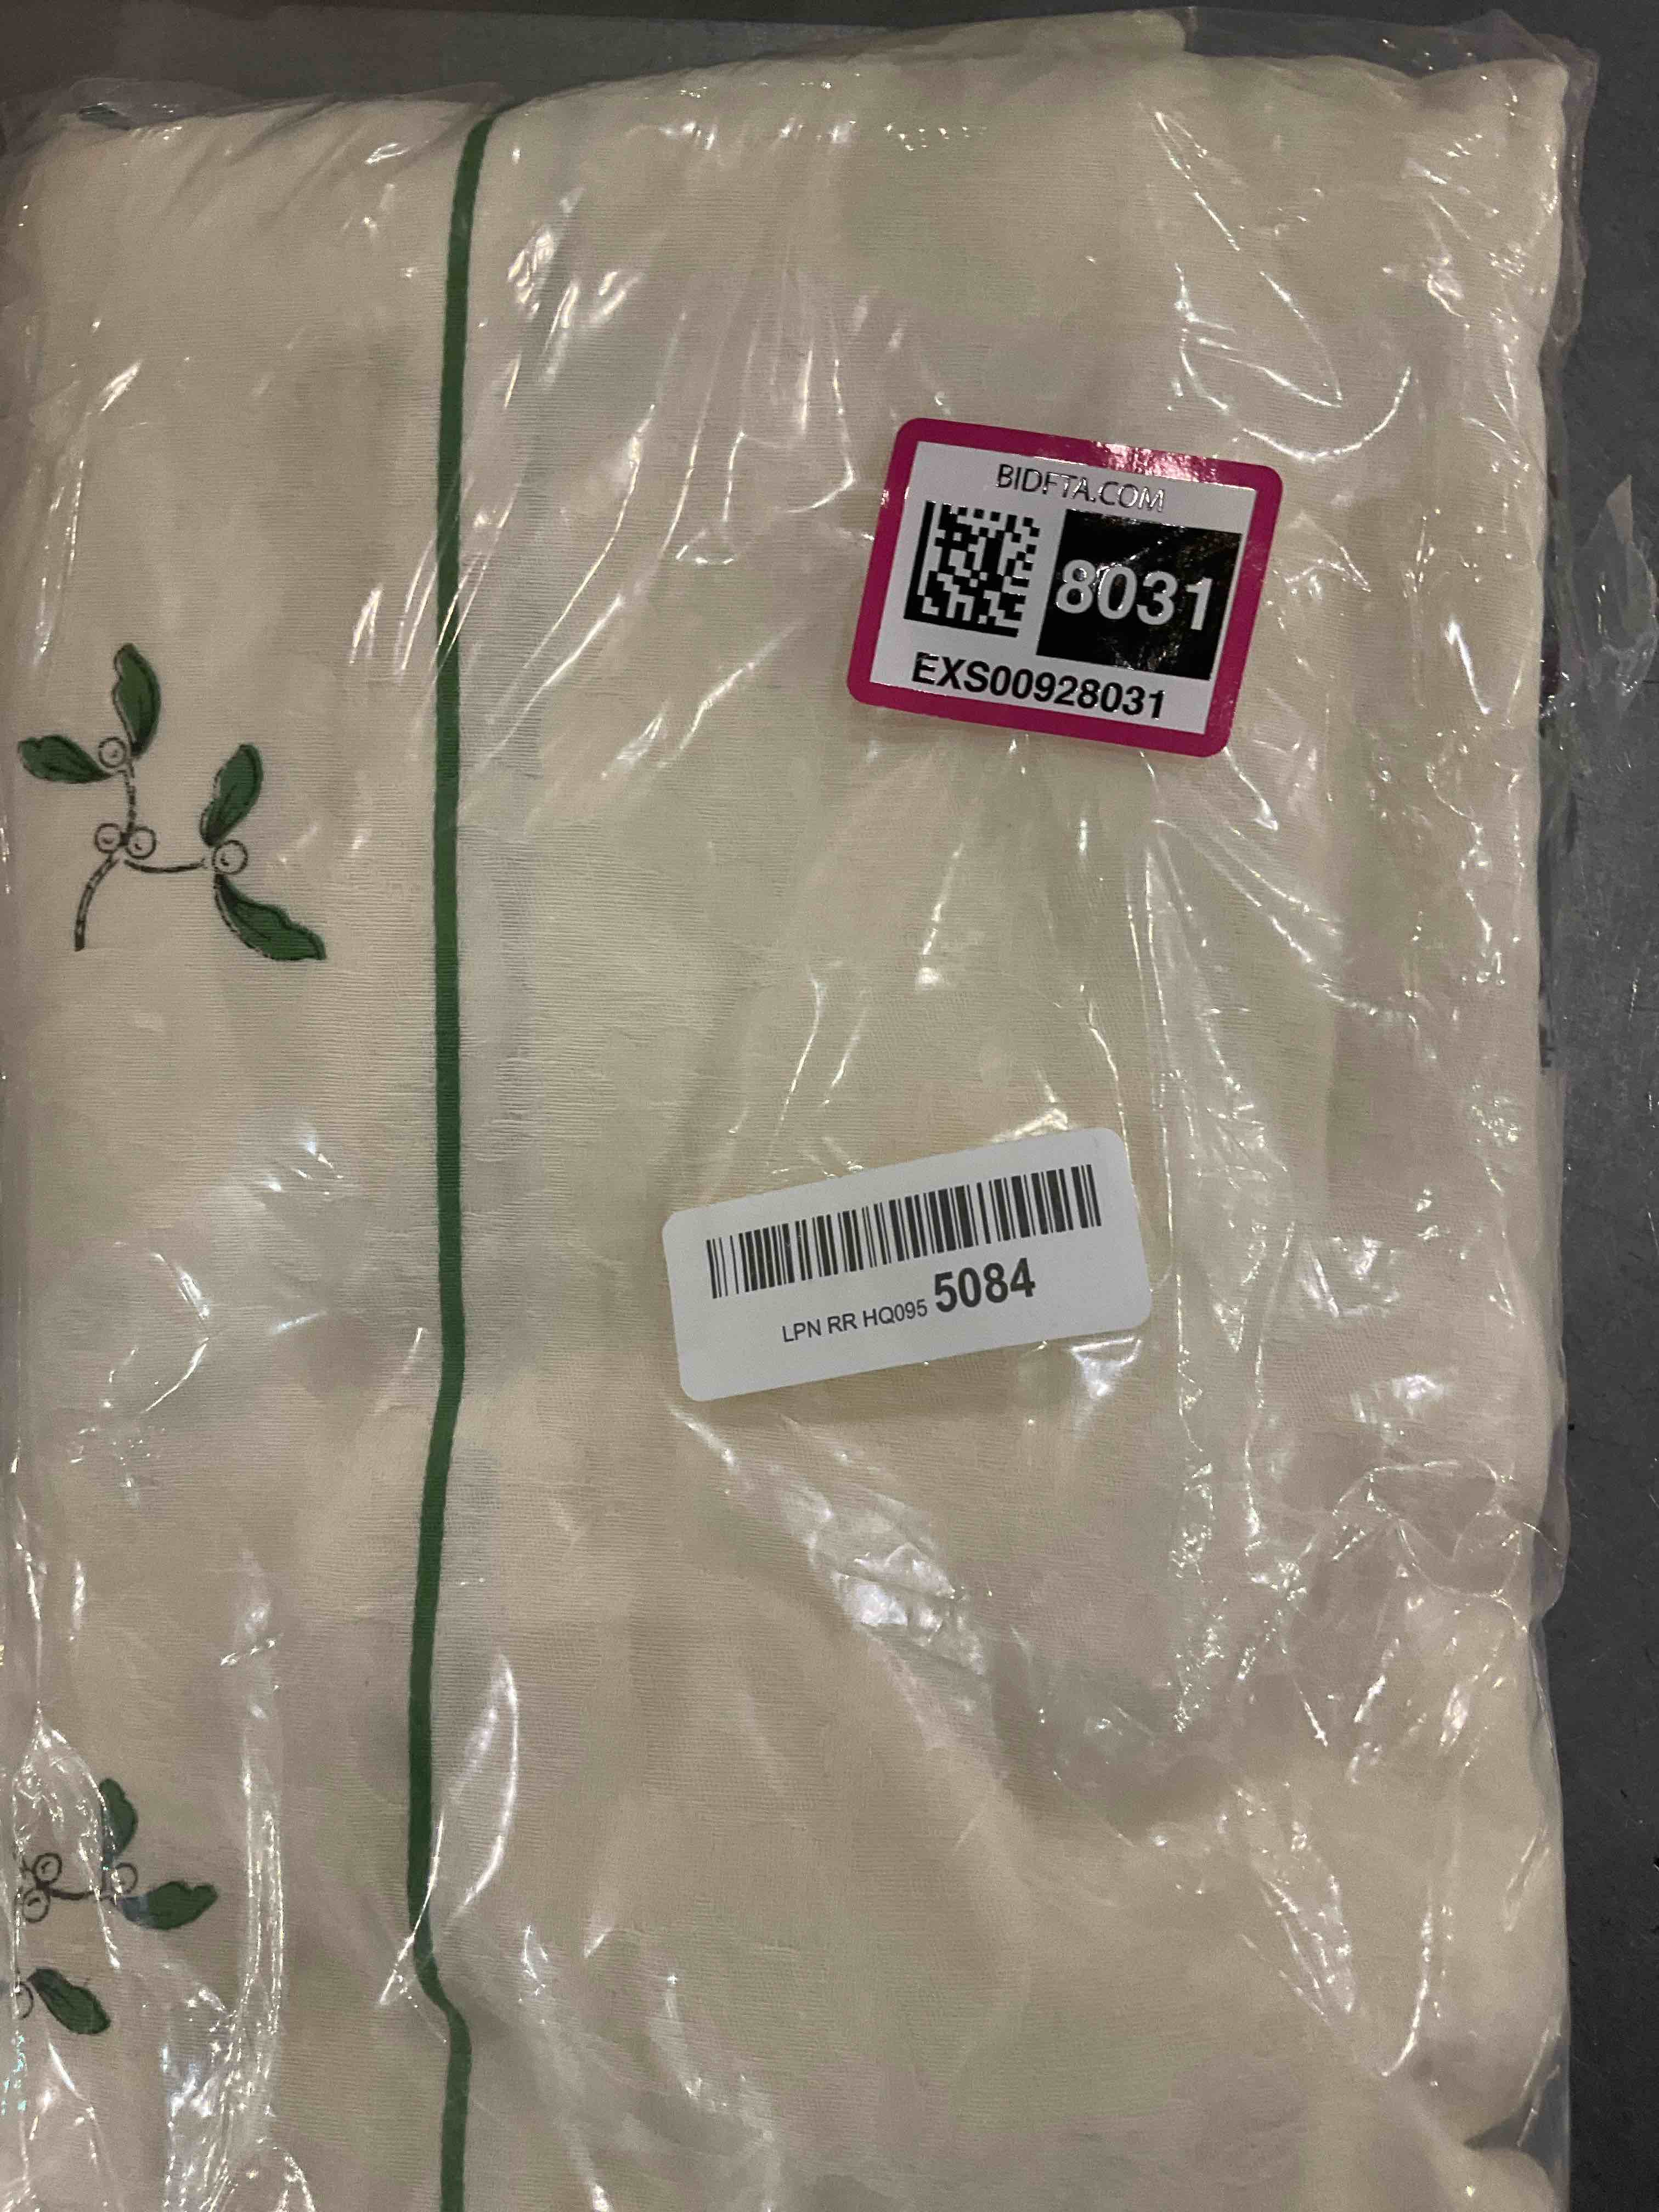 BIDFTA.COM
8031
EXS00928031
LPN RR HQ095 5084